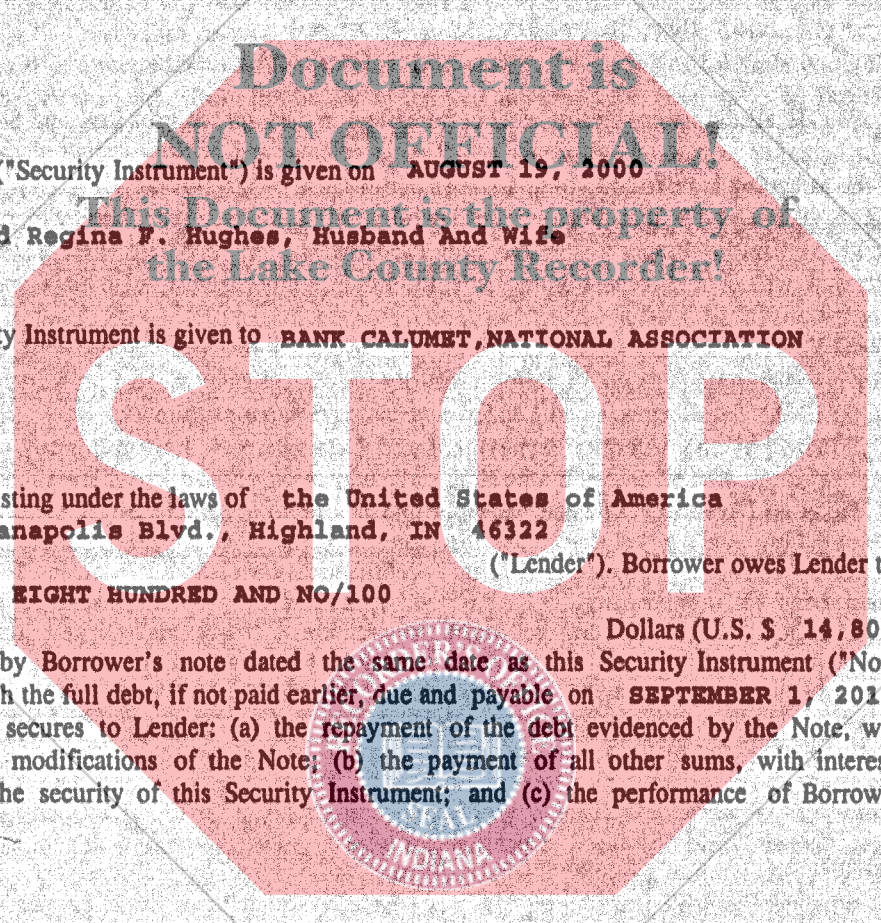 Document is
NOT OFFICIAL!
("Security Instrument") is given on AUGUST 19, 2000
This Document is the property of
d Regina F. Hughes, Husband And Wife
the Lake County Recorder!
ty Instrument is given to BANK CALUMET,NATIONAL ASSOCIATION
STOP
sting under the laws of the United States of America
anapolis Blvd., Highland, IN 46322
("Lender"). Borrower owes Lender t
EIGHT HUNDRED AND NO/100
Dollars (U.S. $ 14,80
by Borrower's note dated the same date as this Security Instrument ("No
h the full debt, if not paid earlier, due and payable on SEPTEMBER 1, 201
secures to Lender: (a) the repayment of the debt evidenced by the Note, w
modifications of the Note; (b) the payment of all other sums, with interes
he security of this Security Instrument; and (c) the performance of Borrow
RECORDER'S OFFICE
SEAL
INDIANA